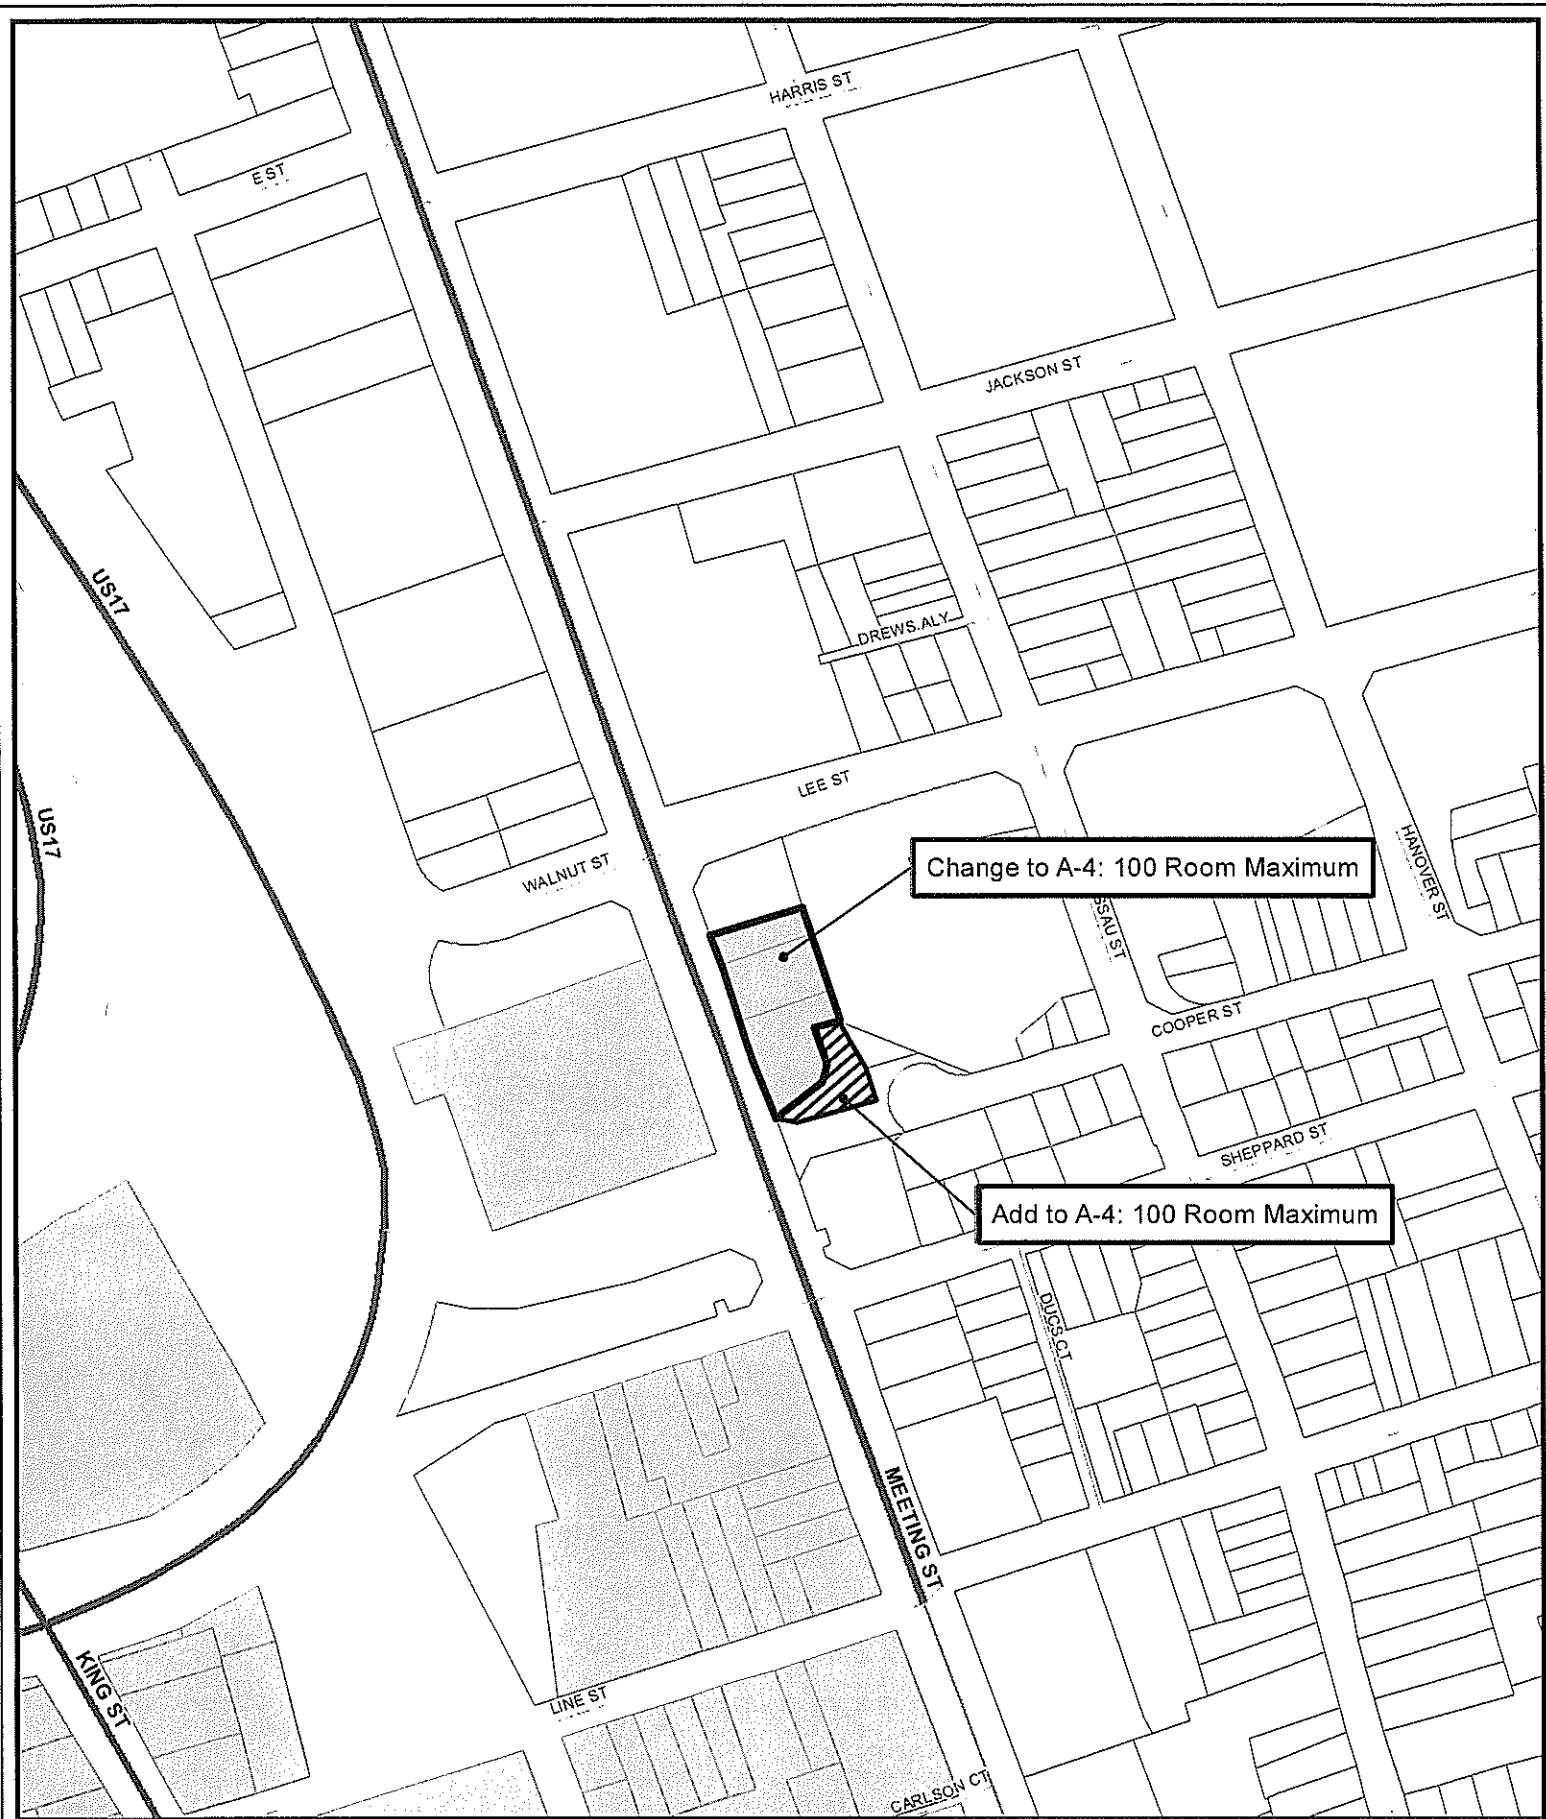 HARRIS ST
E ST
JACKSON ST
US17
DREWS ALY
LEE ST
US17
Change to A-4: 100 Room Maximum
HANOVER ST
WALNUT ST
SSAU ST
COOPER ST
SHEPPARD ST
Add to A-4: 100 Room Maximum
DUCS CT
MEETING ST
KING ST
LINE ST
CARLSON CT